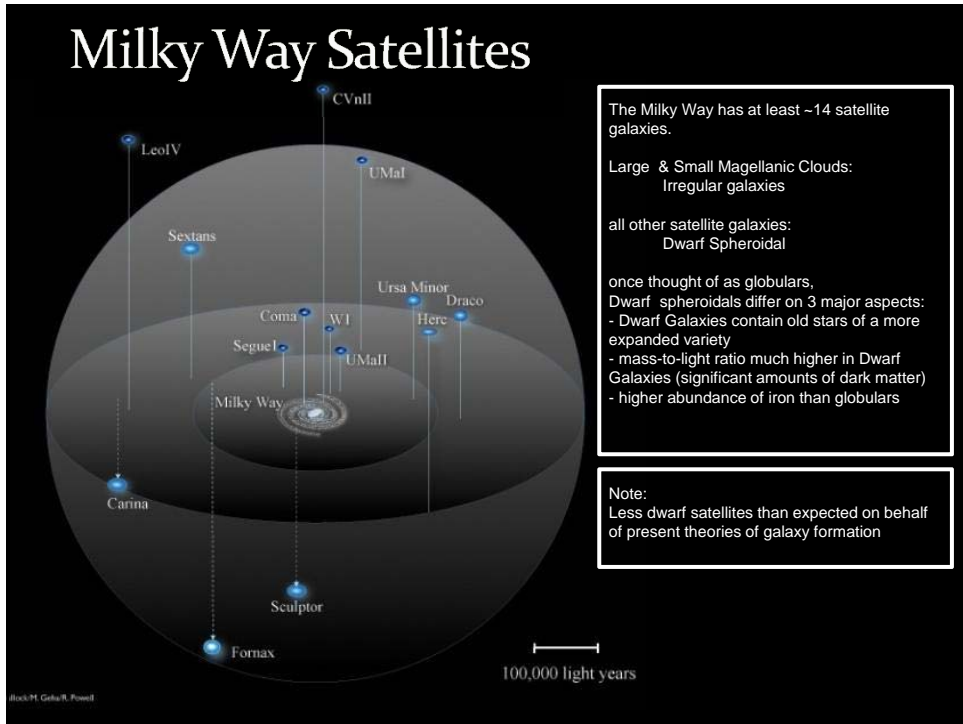 Milky Way Satellites
CVnII
LeoIV
UMaI
Sextans
Ursa Minor
Draco
Coma
W1
Herc
Segue1
UMaII
Milky Way
Carina
Sculptor
Fornax
100,000 light years
The Milky Way has at least ~14 satellite
galaxies.
Large & Small Magellanic Clouds:
Irregular galaxies
all other satellite galaxies:
Dwarf Spheroidal
once thought of as globulars,
Dwarf spheroidals differ on 3 major aspects:
- Dwarf Galaxies contain old stars of a more
expanded variety
- mass-to-light ratio much higher in Dwarf
Galaxies (significant amounts of dark matter)
- higher abundance of iron than globulars
Note:
Less dwarf satellites than expected on behalf
of present theories of galaxy formation
/M. Geha/R. Powell